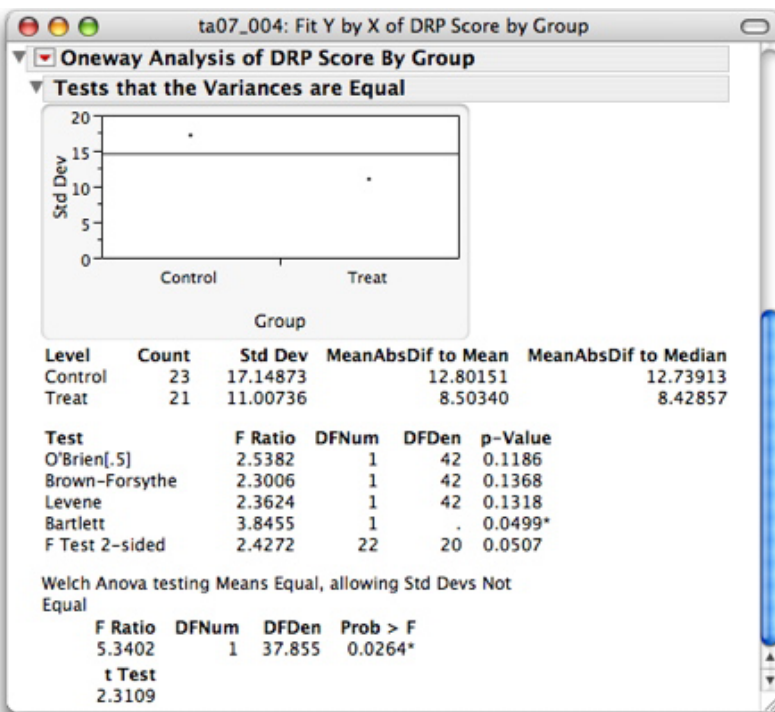 ta07_004: Fit Y by X of DRP Score by Group
Oneway Analysis of DRP Score By Group
Tests that the Variances are Equal
20
15
10
5
0
Std Dev
Control Treat
Group
Level Count Std Dev MeanAbsDif to Mean MeanAbsDif to Median
Control 23 17.14873 12.80151 12.73913
Treat 21 11.00736 8.50340 8.42857
Test F Ratio DFNum DFDen p-Value
O'Brien[.5] 2.5382 1 42 0.1186
Brown-Forsythe 2.3006 1 42 0.1368
Levene 2.3624 1 42 0.1318
Bartlett 3.8455 1 . 0.0499*
F Test 2-sided 2.4272 22 20 0.0507
Welch Anova testing Means Equal, allowing Std Devs Not
Equal
F Ratio DFNum DFDen Prob > F
5.3402 1 37.855 0.0264*
t Test
2.3109